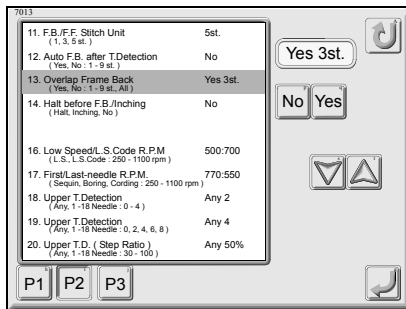 7013
11. F.B./F.F. Stitch Unit 5st.
( 1, 3, 5 st. )
12. Auto F.B. after T.Detection No
( Yes, No : 1 - 9 st. )
13. Overlap Frame Back Yes 3st.
( Yes, No : 1 - 9 st., All )
14. Halt before F.B./Inching No
( Halt, Inching, No )
16. Low Speed/L.S.Code R.P.M 500:700
( L.S., L.S.Code : 250 - 1100 rpm )
17. First/Last-needle R.P.M. 770:550
( Sequin, Boring, Cording : 250 - 1100 rpm )
18. Upper T.Detection Any 2
( Any, 1 -18 Needle : 0 - 4 )
19. Upper T.Detection Any 4
( Any, 1 -18 Needle : 0, 2, 4, 6, 8 )
20. Upper T.D. ( Step Ratio ) Any 50%
( Any, 1 -18 Needle : 30 - 100 )
Yes 3st.
No Yes
P1 P2 P3